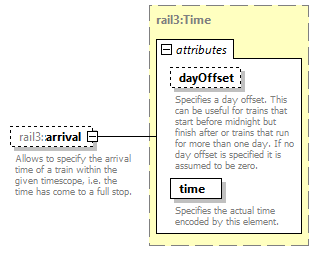 rail3:Time
attributes
dayOffset
Specifies a day offset. This
can be useful for trains that
start before midnight but
finish after or trains that run
for more than one day. If no
day offset is specified it is
assumed to be zero.
rail3::arrival
Allows to specify the arrival
time of a train within the
given timescope, i.e. the
time has come to a full stop.
time
Specifies the actual time
encoded by this element.